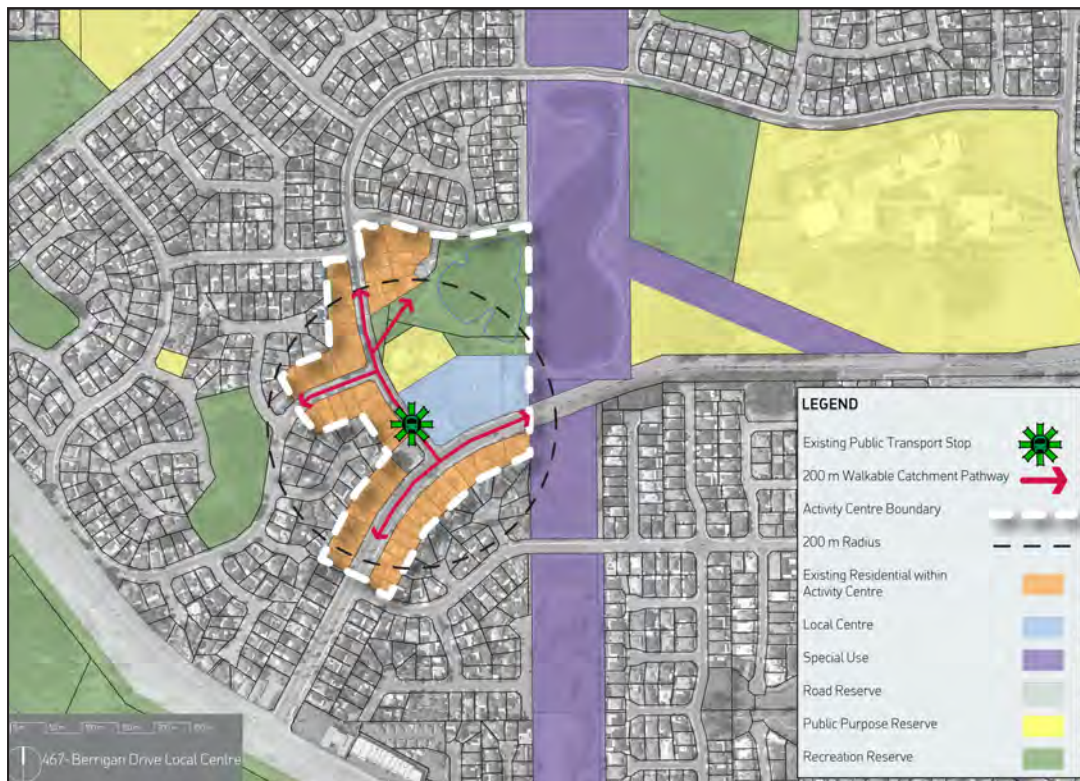 LEGEND
Existing Public Transport Stop
200 m Walkable Catchment Pathway
Activity Centre Boundary
200 m Radius
Existing Residential within
Activity Centre
Local Centre
Special Use
Road Reserve
Public Purpose Reserve
Recreation Reserve
467- Berrigan Drive Local Centre